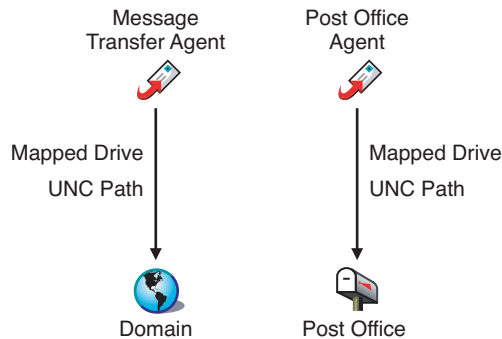 Message
Transfer Agent
Post Office
Agent
Mapped Drive
UNC Path
Mapped Drive
UNC Path
Domain
Post Office